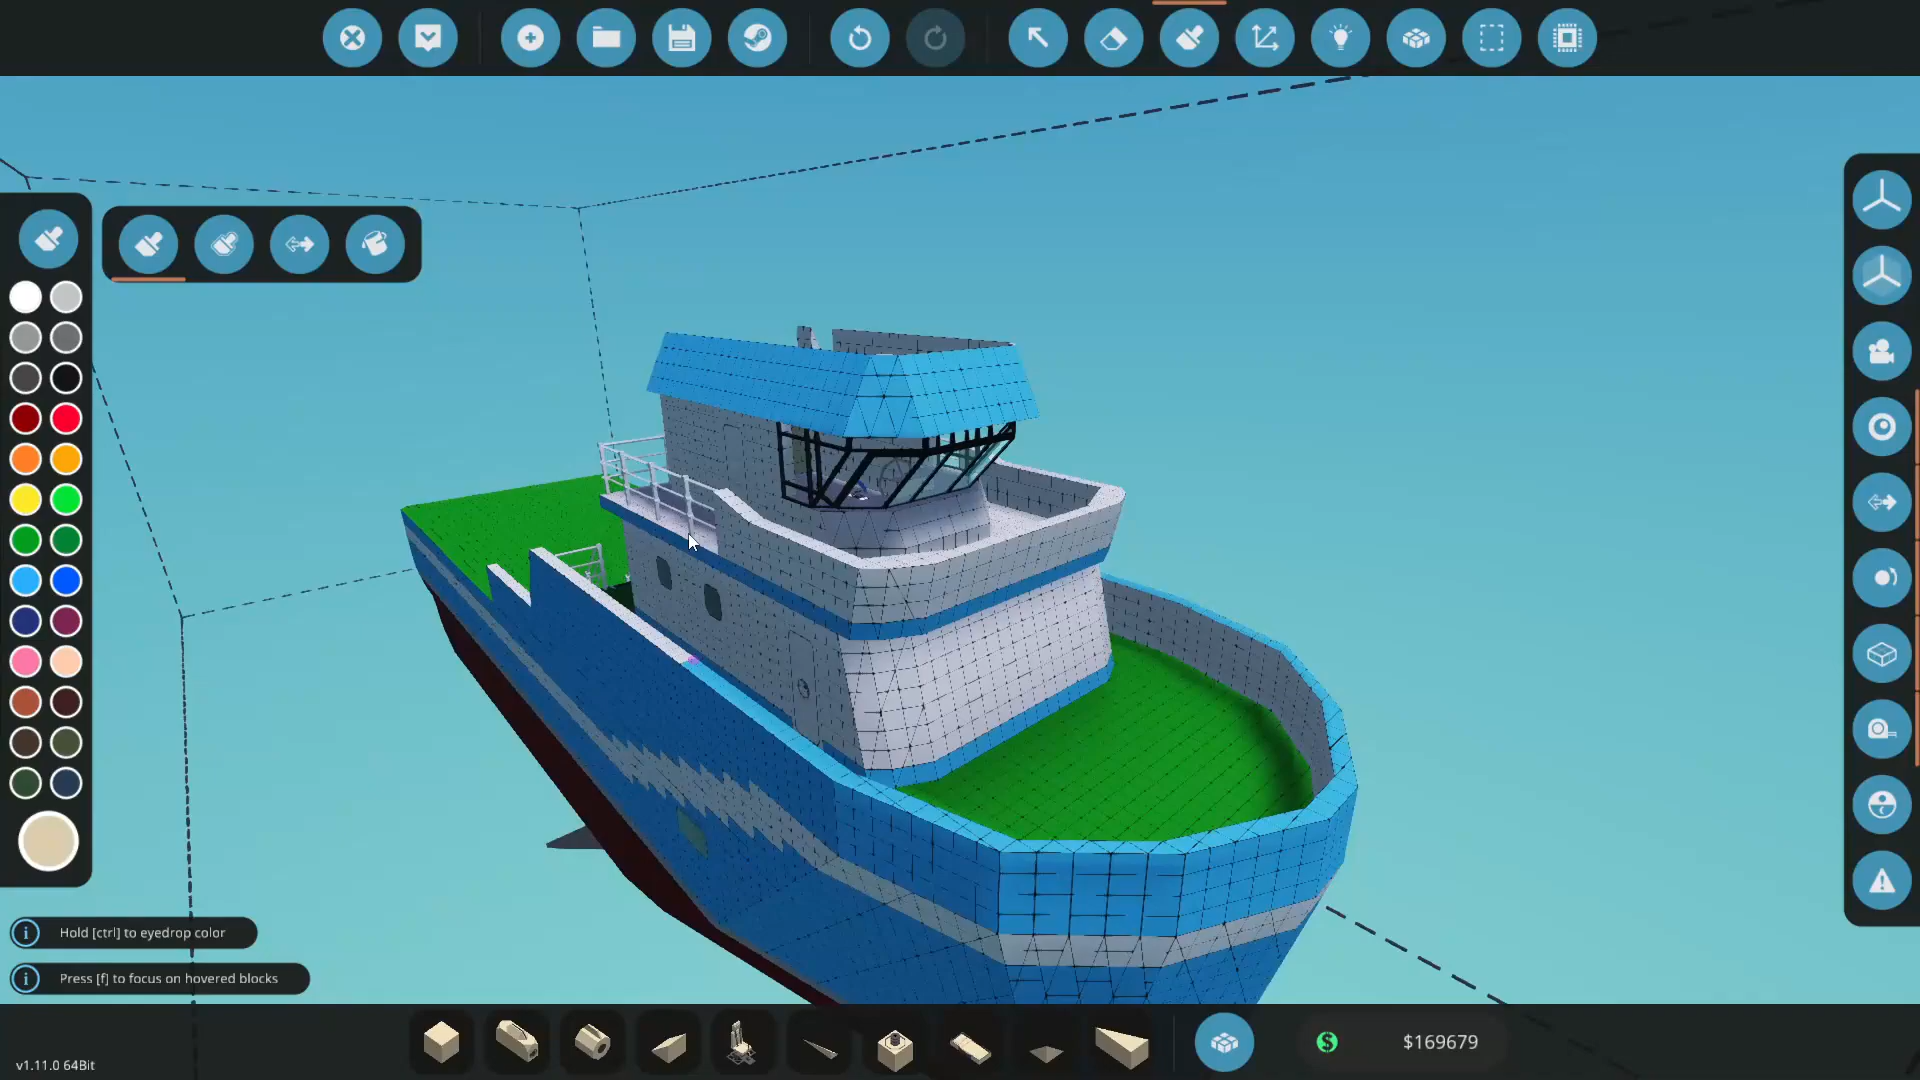 Hold [ctrl] to eyedrop color
Press [f] to focus on hovered blocks
$169679
v1.11.0 64Bit